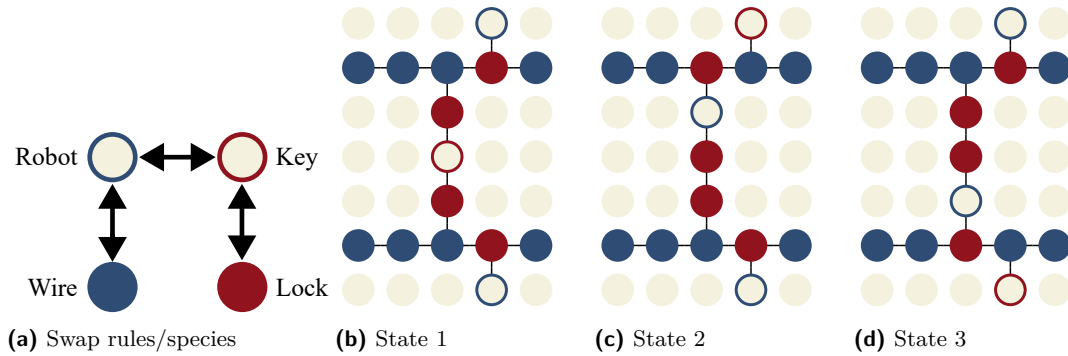 Robot
Key
Wire
Lock
(a) Swap rules/species
(b) State 1
(c) State 2
(d) State 3